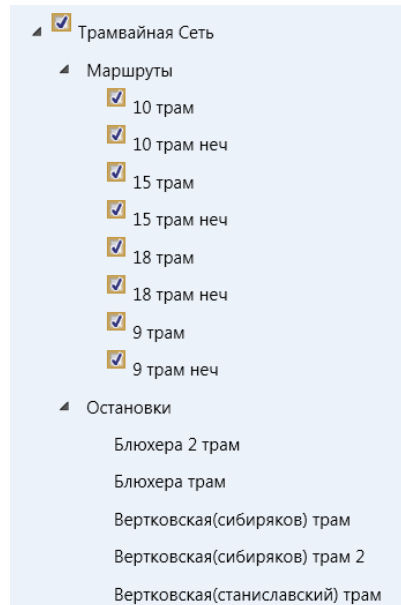 Трамвайная Сеть
Маршруты
10 трам
10 трам неч
15 трам
15 трам неч
18 трам
18 трам неч
9 трам
9 трам неч
Остановки
Блюхера 2 трам
Блюхера трам
Вертковская(сибиряков) трам
Вертковская(сибиряков) трам 2
Вертковская(станиславский) трам